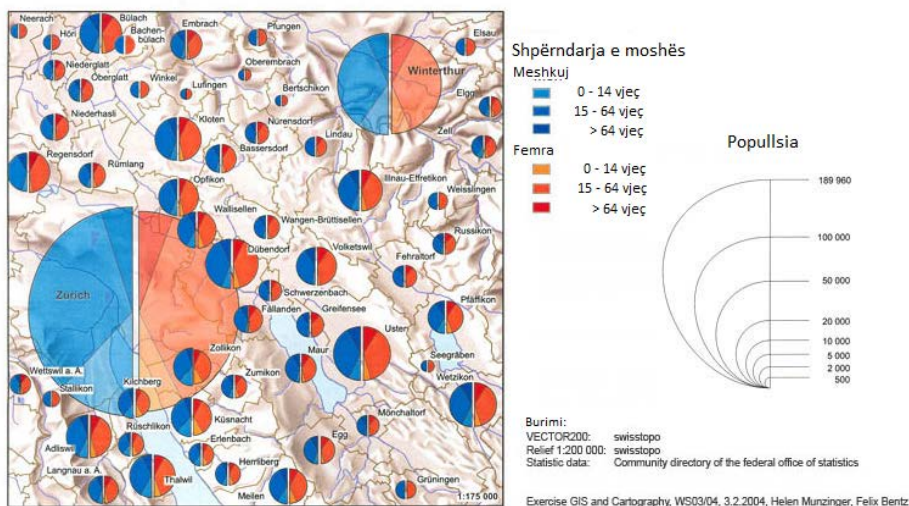 Neerach
Höri
Bülach
Bachen-
bülach
Embrach
Pfungen
Elsau
Niederglatt
Oberglatt
Winkel
Lufingen
Oberembrach
Bertschikon
Winterthur
Elgg
Niederhasli
Kloten
Nürensdorf
Lindau
Zell
Bassersdorf
Regensdorf
Rümlang
Opfikon
Illnau-Effretikon
Weisslingen
Wallisellen
Wangen-Brüttisellen
Russikon
Dübendorf
Volketswil
Fehraltorf
Zürich
Schwerzenbach
Fällanden
Greifensee
Pfäffikon
Uster
Zollikon
Maur
Seegräben
Wettswil a. A.
Stallikon
Kilchberg
Zumikon
Wetzikon
Rüschlikon
Küsnacht
Mönchaltorf
Adliswil
Erlenbach
Egg
Langnau a. A.
Thalwil
Herrliberg
Meilen
Grüningen
1:175 000
Shpërndarja e moshës
Meshkuj
0 - 14 vjeç
15 - 64 vjeç
> 64 vjeç
Femra
0 - 14 vjeç
15 - 64 vjeç
> 64 vjeç
Popullsia
189 960
100 000
50 000
20 000
10 000
5 000
2 000
500
Burimi:
VECTOR200: swisstopo
Relief 1:200 000: swisstopo
Statistic data: Community directory of the federal office of statistics
Exercise GIS and Cartography, WS03/04, 3.2.2004, Helen Munzinger, Felix Bentz